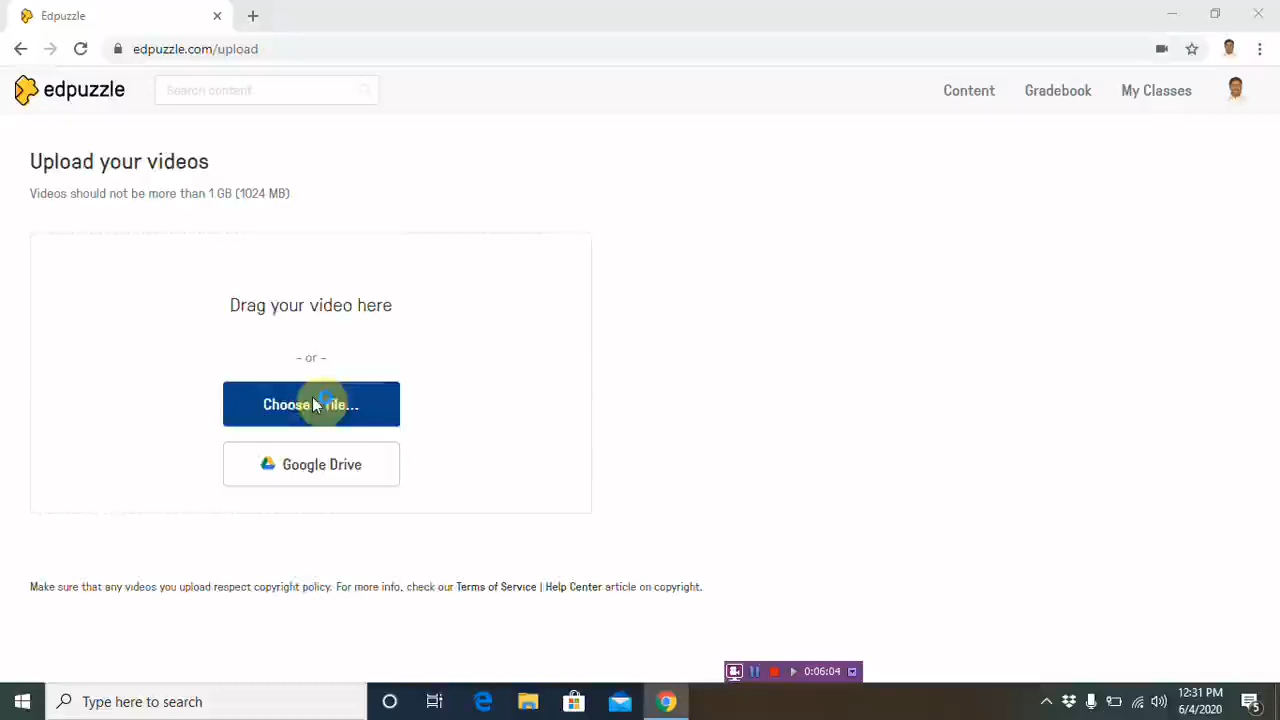 Edpuzzle
edpuzzle.com/upload
edpuzzle
Search content
Content
Gradebook
My Classes
Upload your videos
Videos should not be more than 1 GB (1024 MB)
Drag your video here
- or -
Choose file...
Google Drive
Make sure that any videos you upload respect copyright policy. For more info, check our Terms of Service | Help Center article on copyright.
0:06:04
Type here to search
12:31 PM
6/4/2020
5